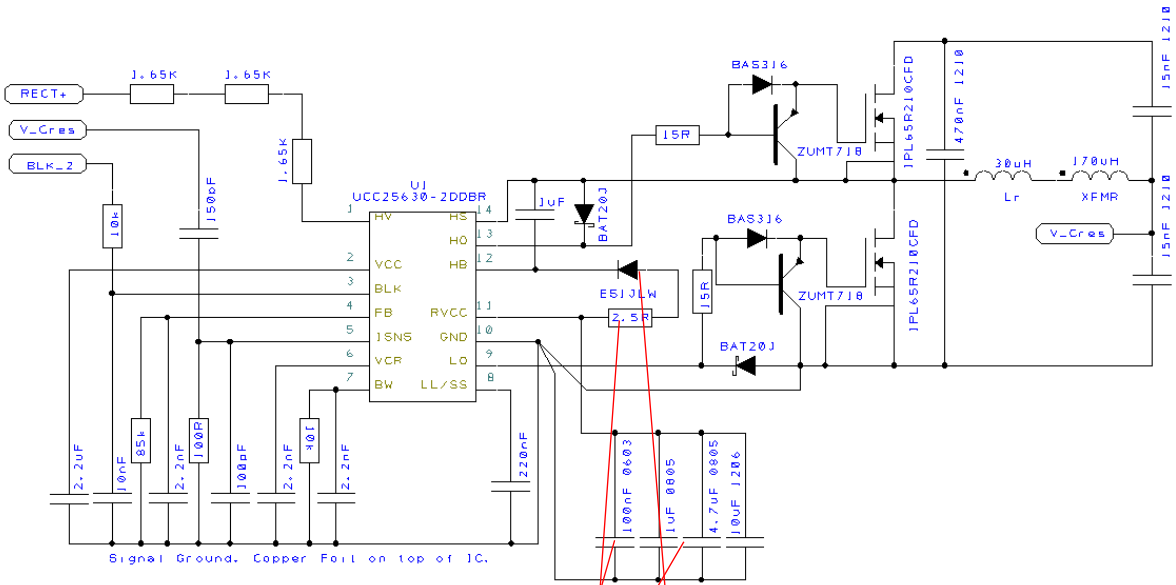 1.65K
1.65K
RECT+
V_Cres
BLK_2
1.65K
150pF
10k
U1
UCC25630-2DDBR
1
HV
HS
14
HO
13
2
VCC
HB
12
3
BLK
4
FB
RVCC
11
5
ISNS
GND
10
6
VCR
LO
9
7
BW
LL/SS
8
1uF
BAT20J
ES1JLW
2.5R
BAS316
15R
ZUMT718
IPL65R210CFD
470nF 1210
15nF 1210
30uH
Lr
170uH
XFMR
V_Cres
15nF 1210
BAS316
15R
ZUMT718
IPL65R210CFD
BAT20J
2.2uF
10nF
85k
2.2nF
100R
100pF
2.2nF
10k
2.2nF
220nF
100nF 0603
1uF 0805
4.7uF 0805
10uF 1206
Signal Ground. Copper Foil on top of IC.